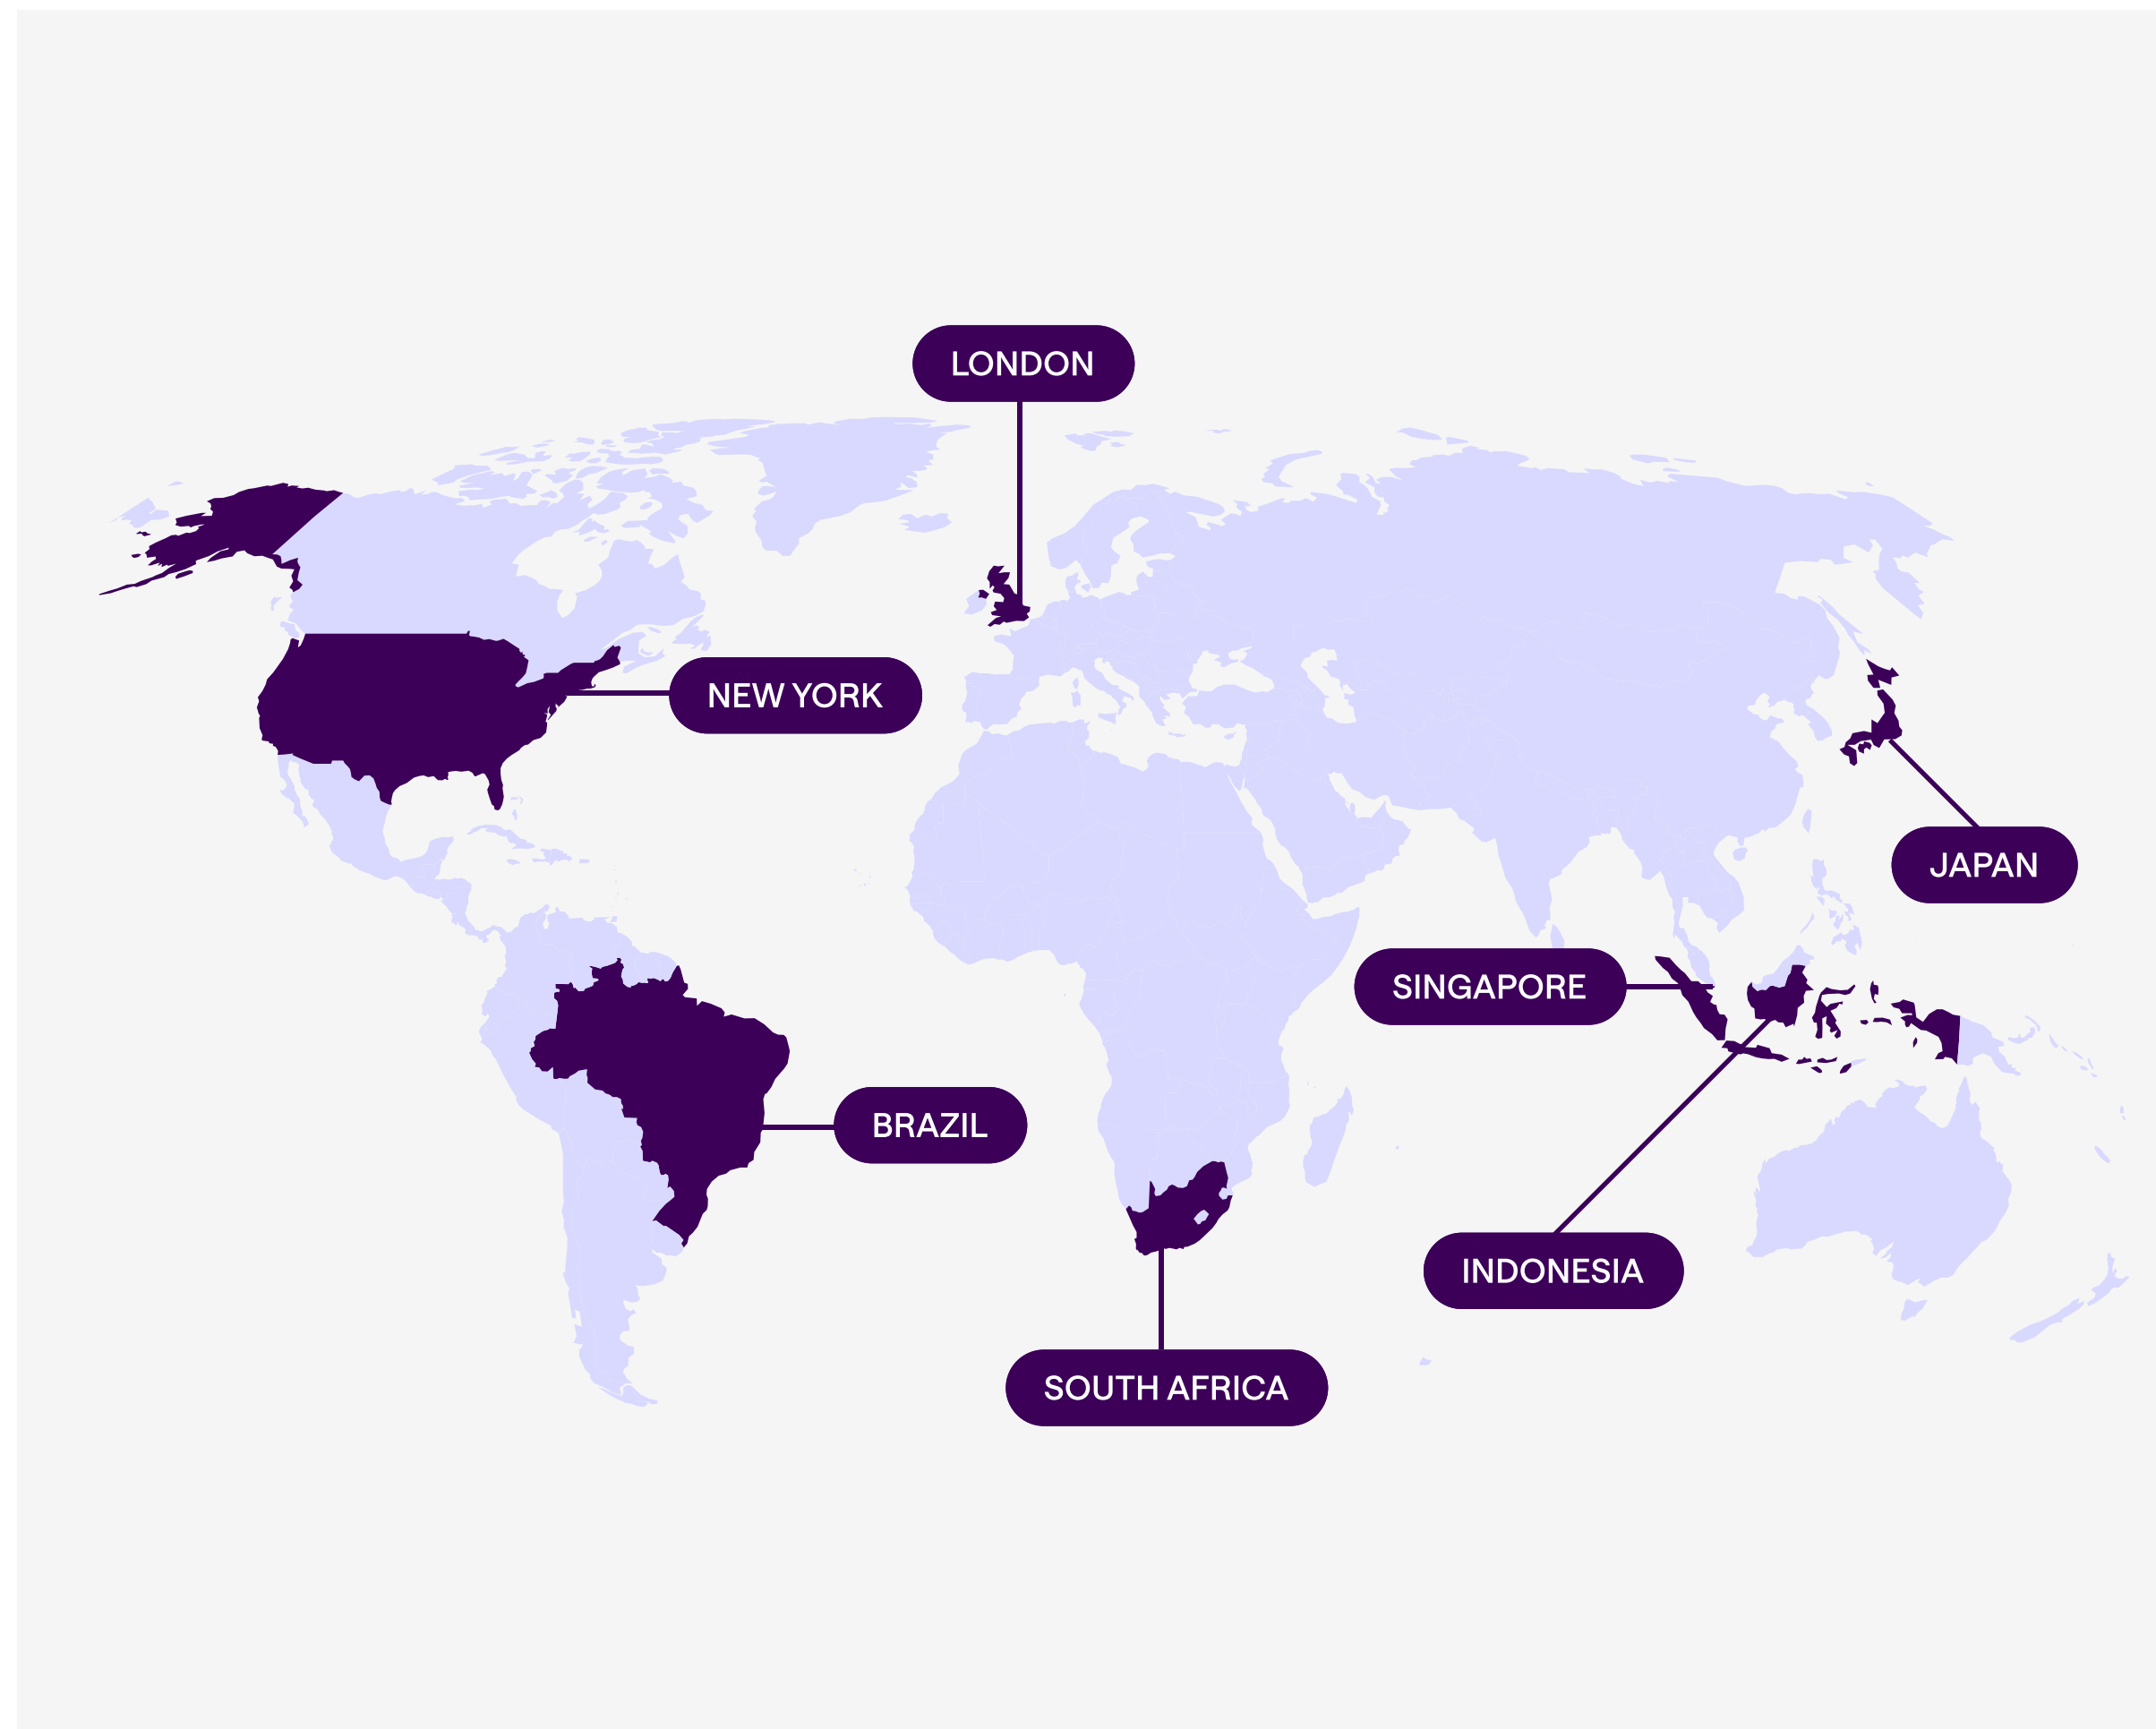 LONDON
NEW YORK
JAPAN
SINGAPORE
BRAZIL
INDONESIA
SOUTH AFRICA